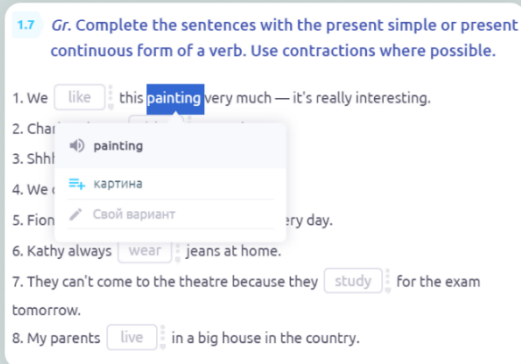 1.7 Gr. Complete the sentences with the present simple or present
continuous form of a verb. Use contractions where possible.
1. We like this painting very much — it's really interesting.
2. Cha
3. Shhh
painting
картина
4. We
Свой вариант
5. Fion ery day.
6. Kathy always wear jeans at home.
7. They can't come to the theatre because they study for the exam
tomorrow.
8. My parents live in a big house in the country.